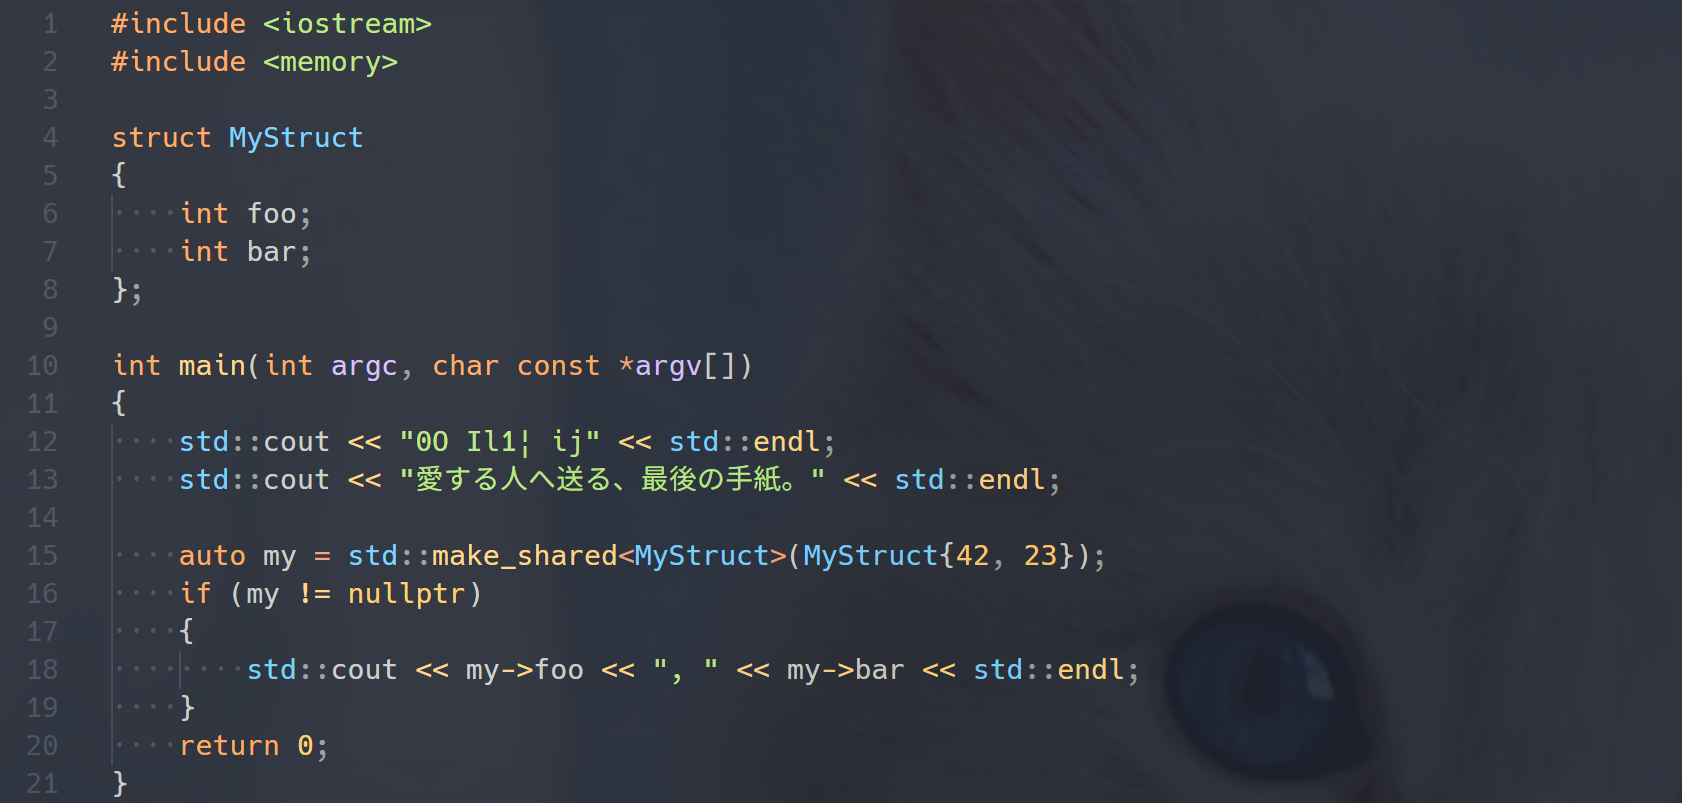 1 #include <iostream>
2 #include <memory>
3
4 struct MyStruct
5 {
6 ····int foo;
7 ····int bar;
8 };
9
10 int main(int argc, char const *argv[])
11 {
12 ····std::cout << "0O Il1¦ ij" << std::endl;
13 ····std::cout << "愛する人へ送る、最後の手紙。" << std::endl;
14
15 ····auto my = std::make_shared<MyStruct>(MyStruct{42, 23});
16 ····if (my != nullptr)
17 ····{
18 ········std::cout << my->foo << ", " << my->bar << std::endl;
19 ····}
20 ····return 0;
21 }